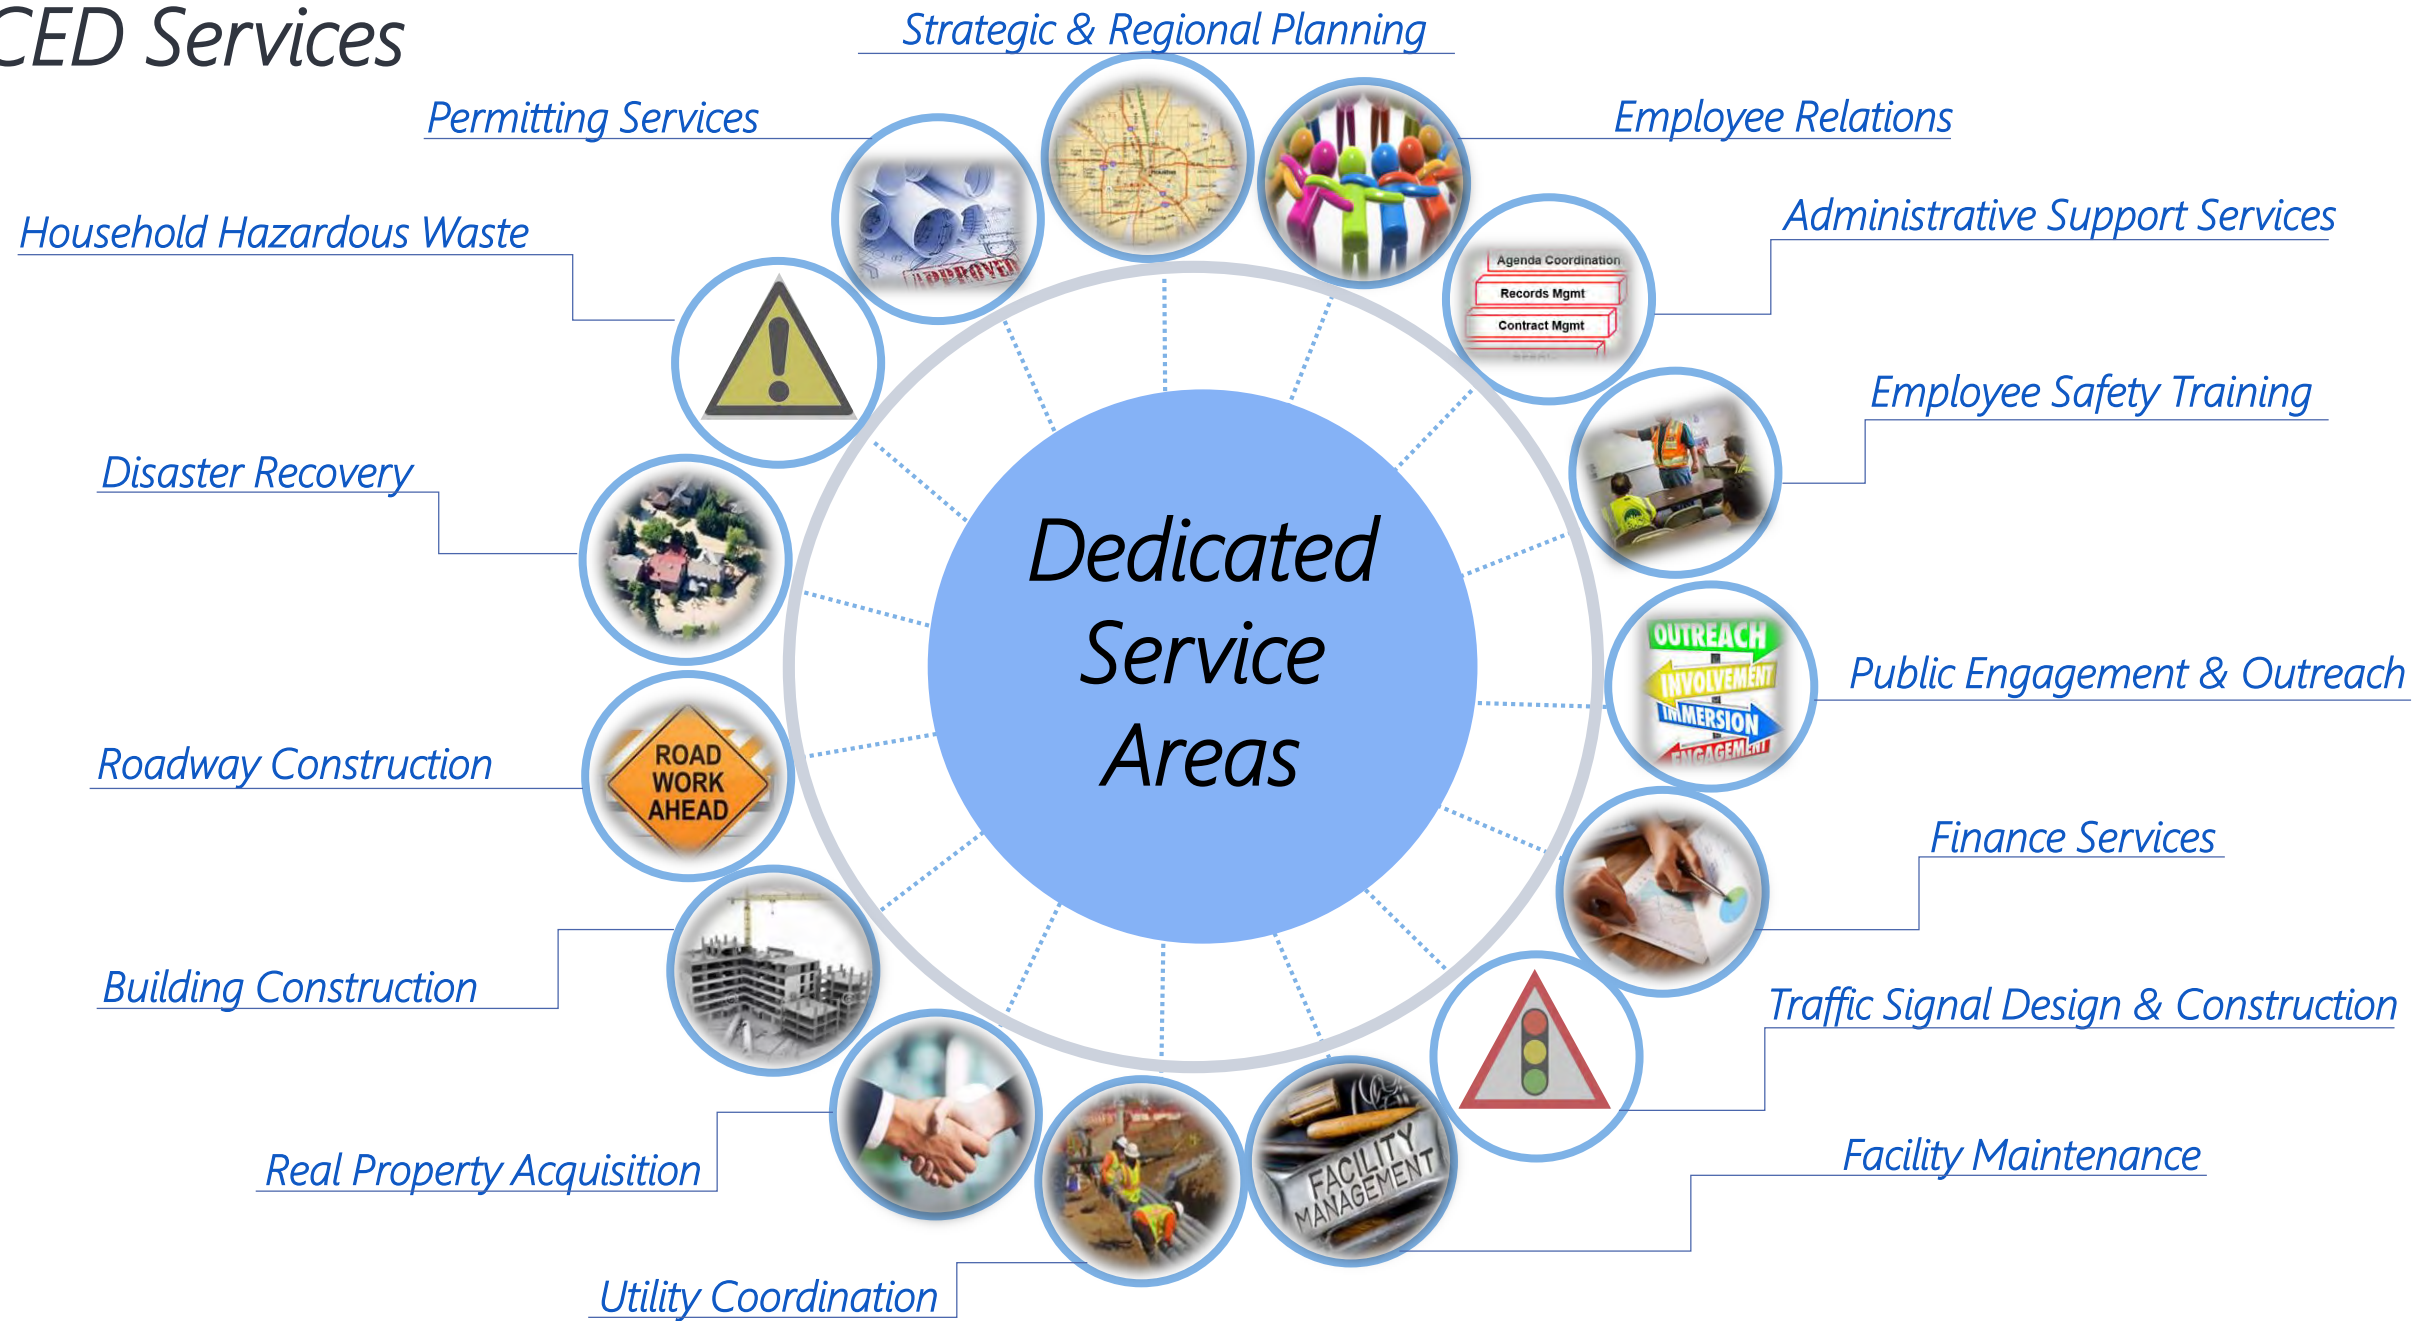 CED Services
Strategic & Regional Planning
Permitting Services
Employee Relations
Household Hazardous Waste
Administrative Support Services
APPROVED
Houston
Agenda Coordination
Records Mgmt
Contract Mgmt
Employee Safety Training
Disaster Recovery
Dedicated
Service
Areas
OUTREACH
INVOLVEMENT
IMMERSION
ENGAGEMENT
Public Engagement & Outreach
Roadway Construction
ROAD
WORK
AHEAD
Finance Services
Building Construction
Traffic Signal Design & Construction
Real Property Acquisition
FACILITY
MANAGEMENT
Facility Maintenance
Utility Coordination